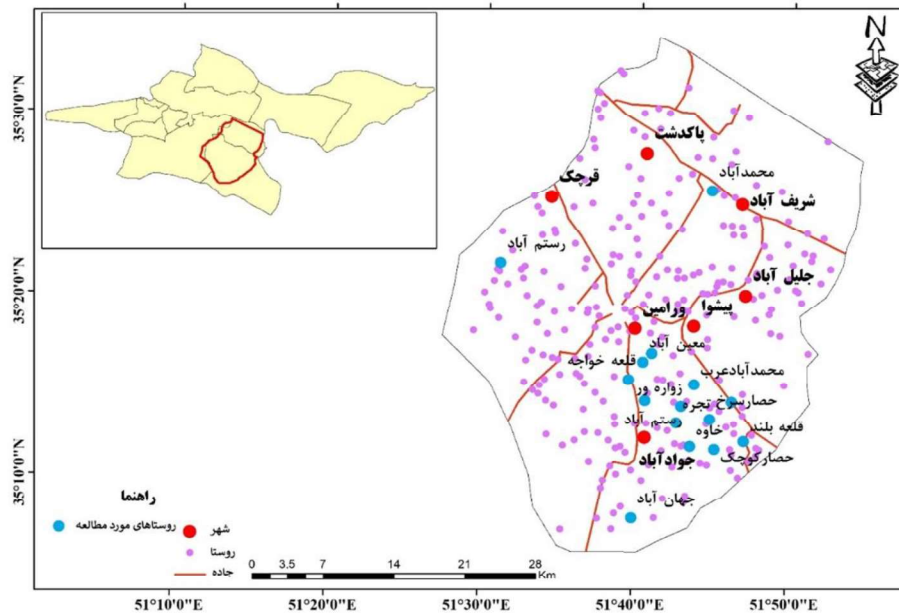 N
35°30'0"N
35°20'0"N
35°10'0"N
پاکدشت
محمدآباد
قرچک
شریف آباد
رستم آباد
جلیل آباد
پیشوا
ورامین
معین آباد
قلعه خواجه
محمدآبادعرب
زواره ور
حصارسرخ
تجره
رستم آباد
خاوه
قلعه بلند
جوادآباد
حصارکوچک
جهان آباد
راهنما
شهر
روستاهای مورد مطالعه
روستا
جاده
0 3.5 7 14 21 28
Km
51°10'0"E 51°20'0"E 51°30'0"E 51°40'0"E 51°50'0"E